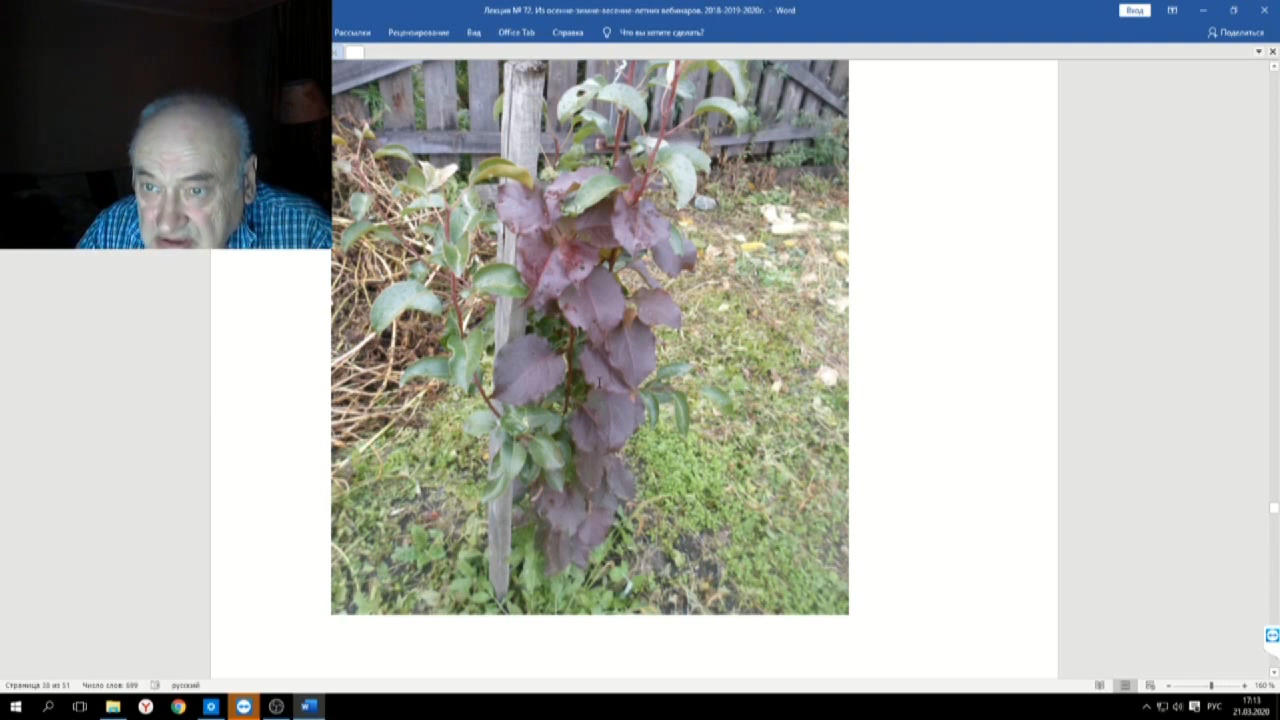 Лекция № 72. Из осенне-зимне-весенне-летних вебинаров. 2018-2019-2020г. - Word
Вход
Рассылки Рецензирование Вид Office Tab Справка Что вы хотите сделать? Поделиться
Страница 38 из 51 Число слов: 699 русский 160 %
РУС
17:13
21.03.2020